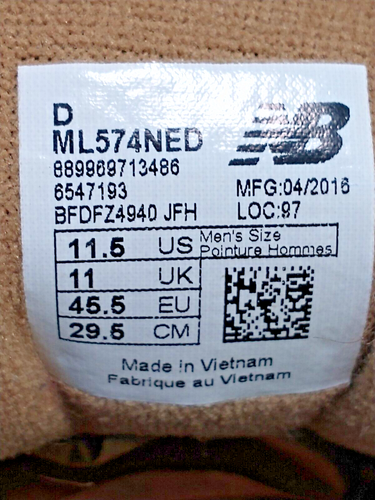 D
ML574NED
NB
889969713486
6547193
MFG:04/2016
BFDFZ4940 JFH
LOC:97
11.5 US Men's Size
Pointure Hommes
11 UK
45.5 EU
29.5 CM
Made in Vietnam
Fabrique au Vietnam